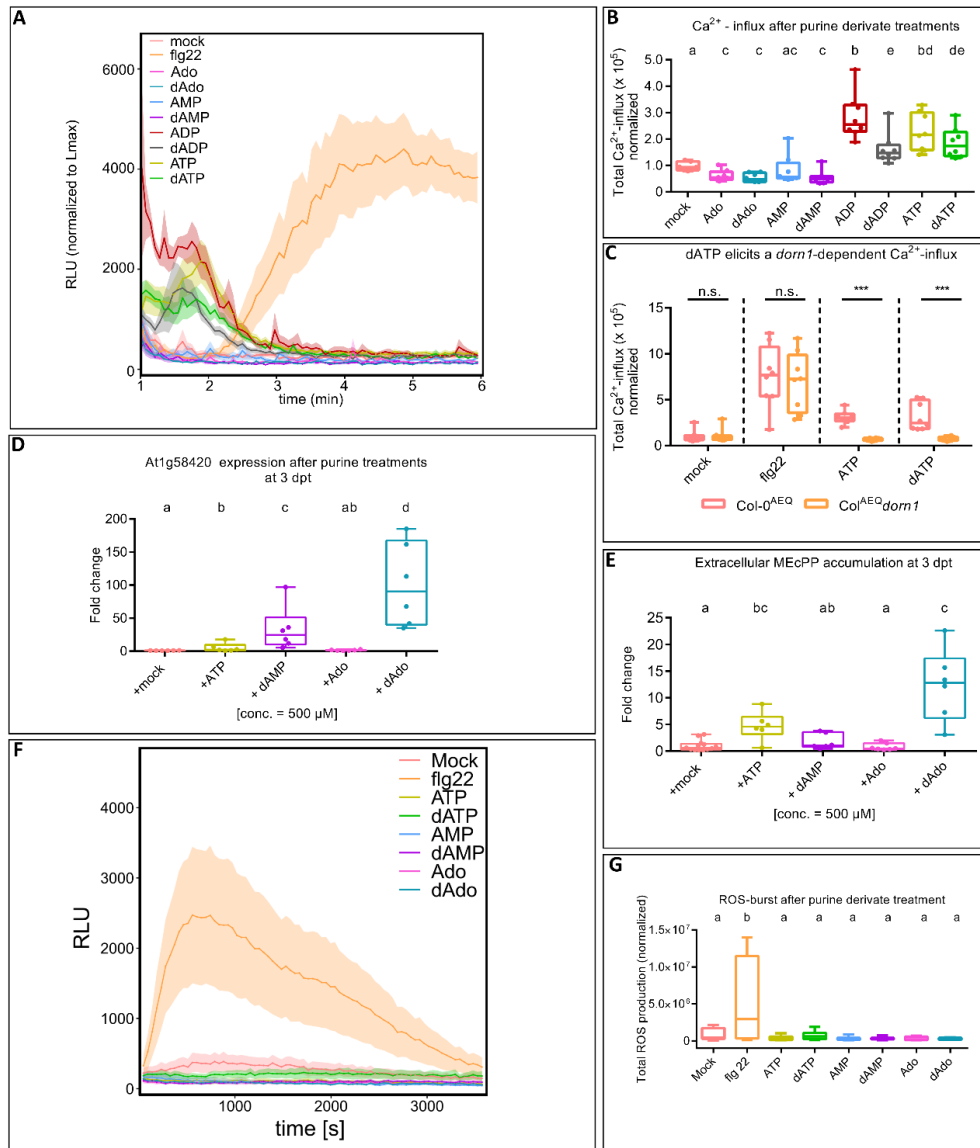 A
mock
flg22
Ado
dAdo
AMP
dAMP
ADP
dADP
ATP
dATP
RLU (normalized to Lmax)
6000
4000
2000
0
1
2
3
4
5
6
time (min)
B
Ca²⁺ - influx after purine derivate treatments
a c c ac c b e bd de
Total Ca²⁺-influx (x 10⁵)
normalized
5.0
4.0
3.0
2.0
1.0
0
mock
Ado
dAdo
AMP
dAMP
ADP
dADP
ATP
dATP
C
dATP elicits a dorn1-dependent Ca²⁺-influx
n.s. n.s. *** ***
Total Ca²⁺-influx (x 10⁵)
normalized
15
10
5
0
mock
flg22
ATP
dATP
Col-0ᴬᴱQ
ColᴬᴱQdorn1
D
At1g58420 expression after purine treatments
at 3 dpt
a b c ab d
Fold change
200
150
100
50
0
+mock
+ATP
+ dAMP
+Ado
+ dAdo
[conc. = 500 µM]
E
Extracellular MEcPP accumulation at 3 dpt
a bc ab a c
Fold change
25
20
15
10
5
0
+mock
+ATP
+ dAMP
+Ado
+ dAdo
[conc. = 500 µM]
F
Mock
flg22
ATP
dATP
AMP
dAMP
Ado
dAdo
RLU
4000
3000
2000
1000
0
1000
2000
3000
time [s]
G
ROS-burst after purine derivate treatment
a b a a a a a a
Total ROS production (normalized)
1.5×10⁷
1.0×10⁷
5.0×10⁶
0
Mock
flg 22
ATP
dATP
AMP
dAMP
Ado
dAdo